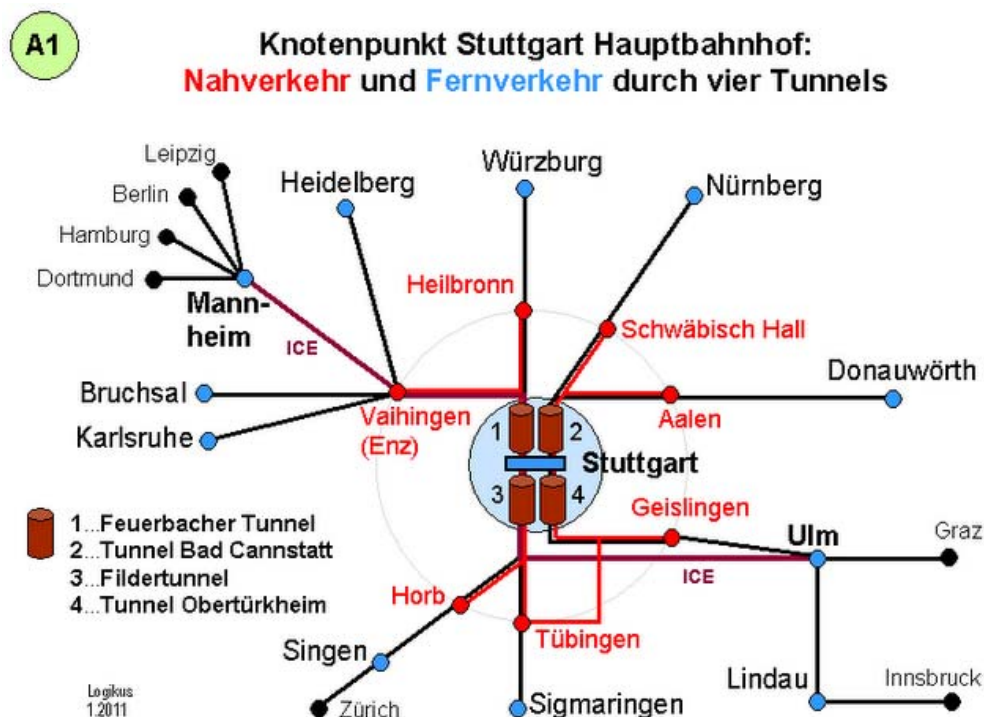 A1
Knotenpunkt Stuttgart Hauptbahnhof:
Nahverkehr und Fernverkehr durch vier Tunnels
Leipzig
Berlin
Hamburg
Dortmund
Mann-
heim
Heidelberg
Würzburg
Nürnberg
Heilbronn
Schwäbisch Hall
ICE
Bruchsal
Karlsruhe
Vaihingen
(Enz)
Donauwörth
Aalen
1
2
Stuttgart
3
4
Geislingen
1...Feuerbacher Tunnel
2...Tunnel Bad Cannstatt
3...Fildertunnel
4...Tunnel Obertürkheim
Ulm
Graz
ICE
Horb
Tübingen
Singen
Zürich
Sigmaringen
Lindau
Innsbruck
Logikus
1.2011